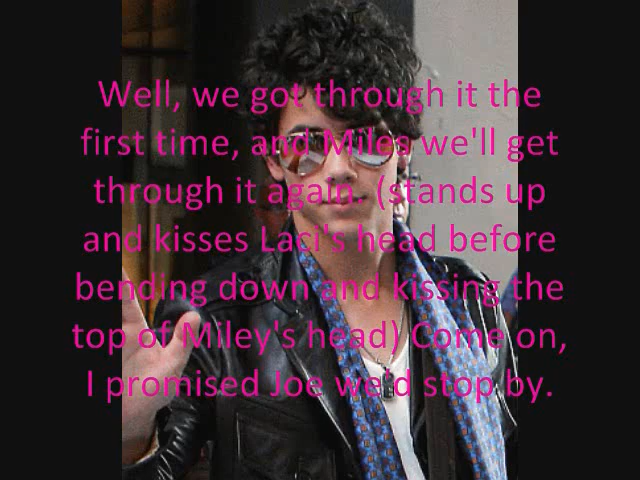 Well, we got through it the
first time, and Miles we'll get
through it again. (stands up
and kisses Laci's head before
bending down and kissing the
top of Miley's head) Come on,
I promised Joe we'd stop by.